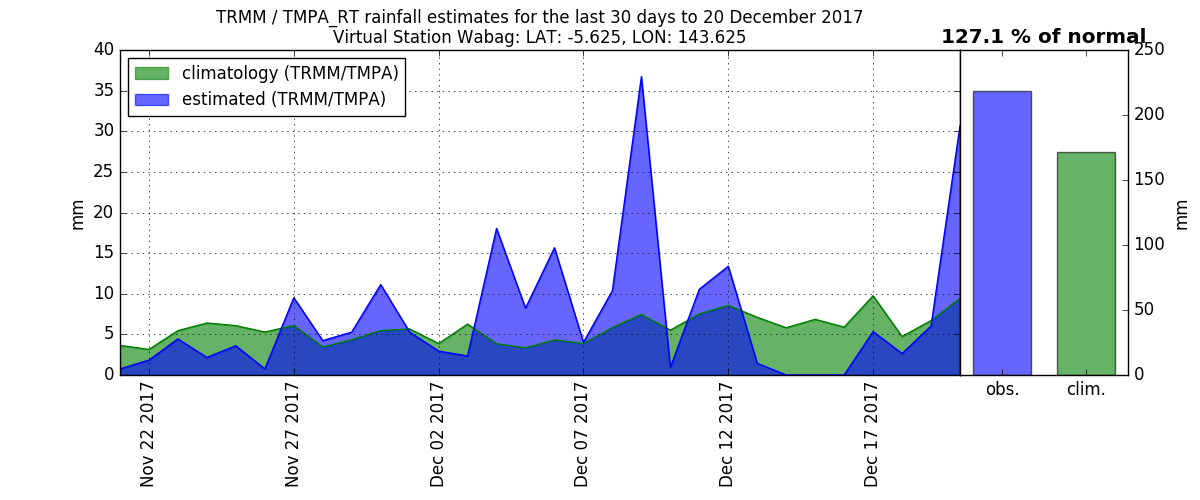 TRMM / TMPA_RT rainfall estimates for the last 30 days to 20 December 2017
Virtual Station Wabag: LAT: -5.625, LON: 143.625
127.1 % of normal
climatology (TRMM/TMPA)
estimated (TRMM/TMPA)
mm
40
35
30
25
20
15
10
5
0
Nov 22 2017
Nov 27 2017
Dec 02 2017
Dec 07 2017
Dec 12 2017
Dec 17 2017
obs.
clim.
250
200
150
100
50
0
mm